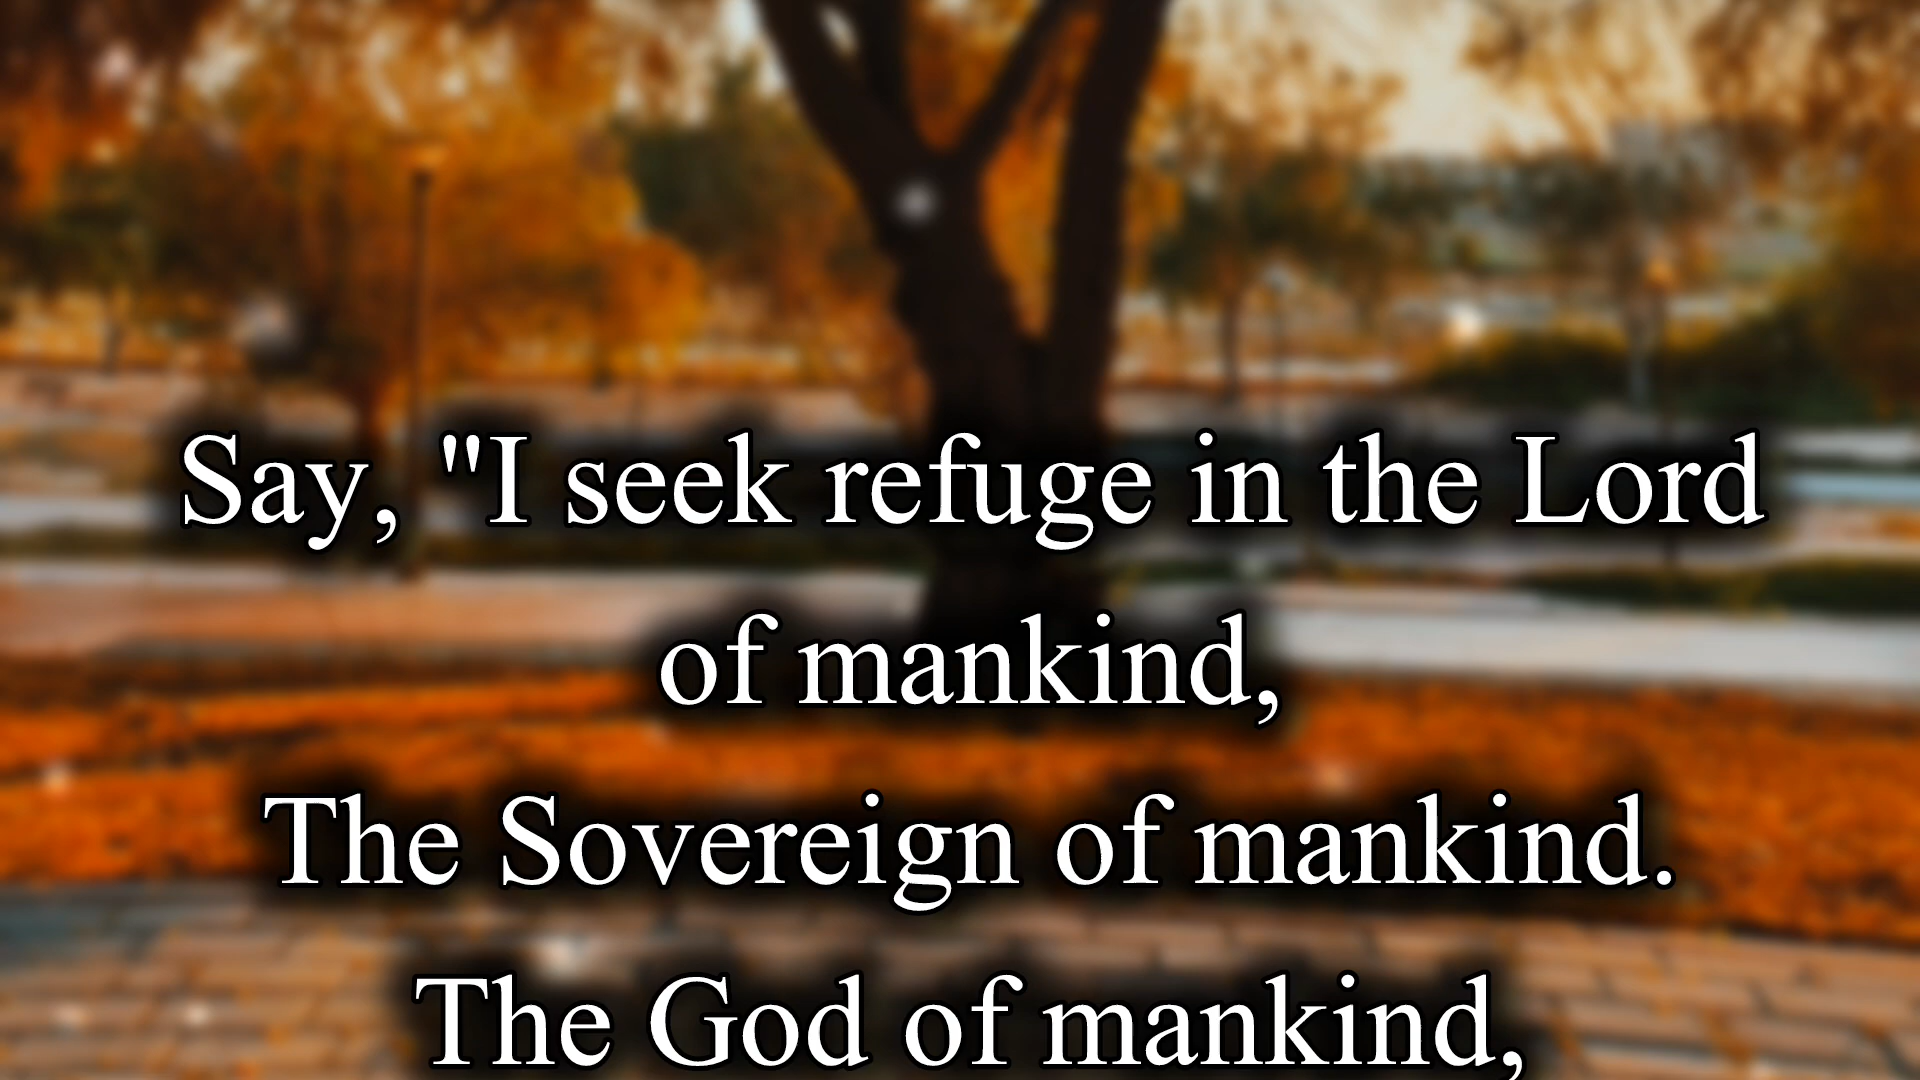 Say, "I seek refuge in the Lord
of mankind,
The Sovereign of mankind.
The God of mankind,